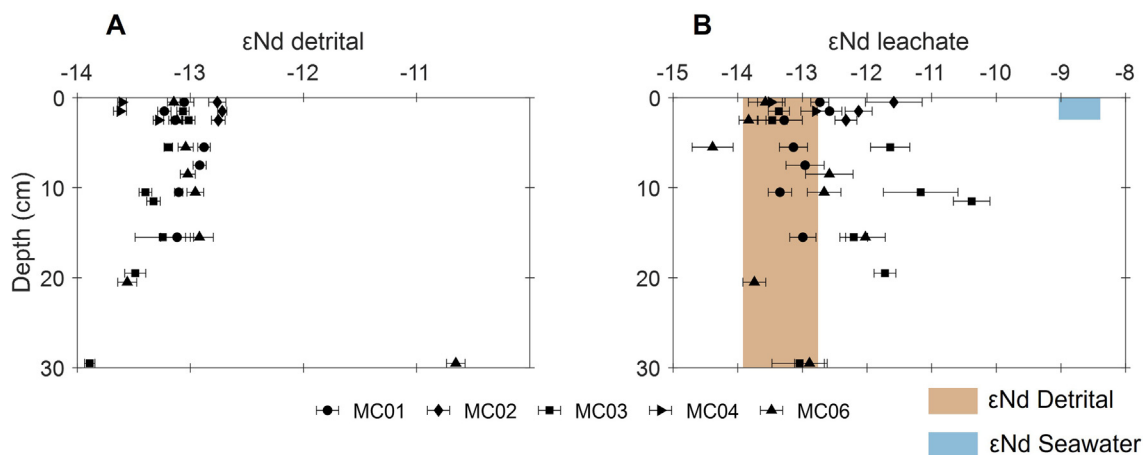 A
B
εNd detrital
εNd leachate
-14 -13 -12 -11
-15 -14 -13 -12 -11 -10 -9 -8
0
10
20
30
Depth (cm)
0
10
20
30
MC01 MC02 MC03 MC04 MC06
εNd Detrital
εNd Seawater